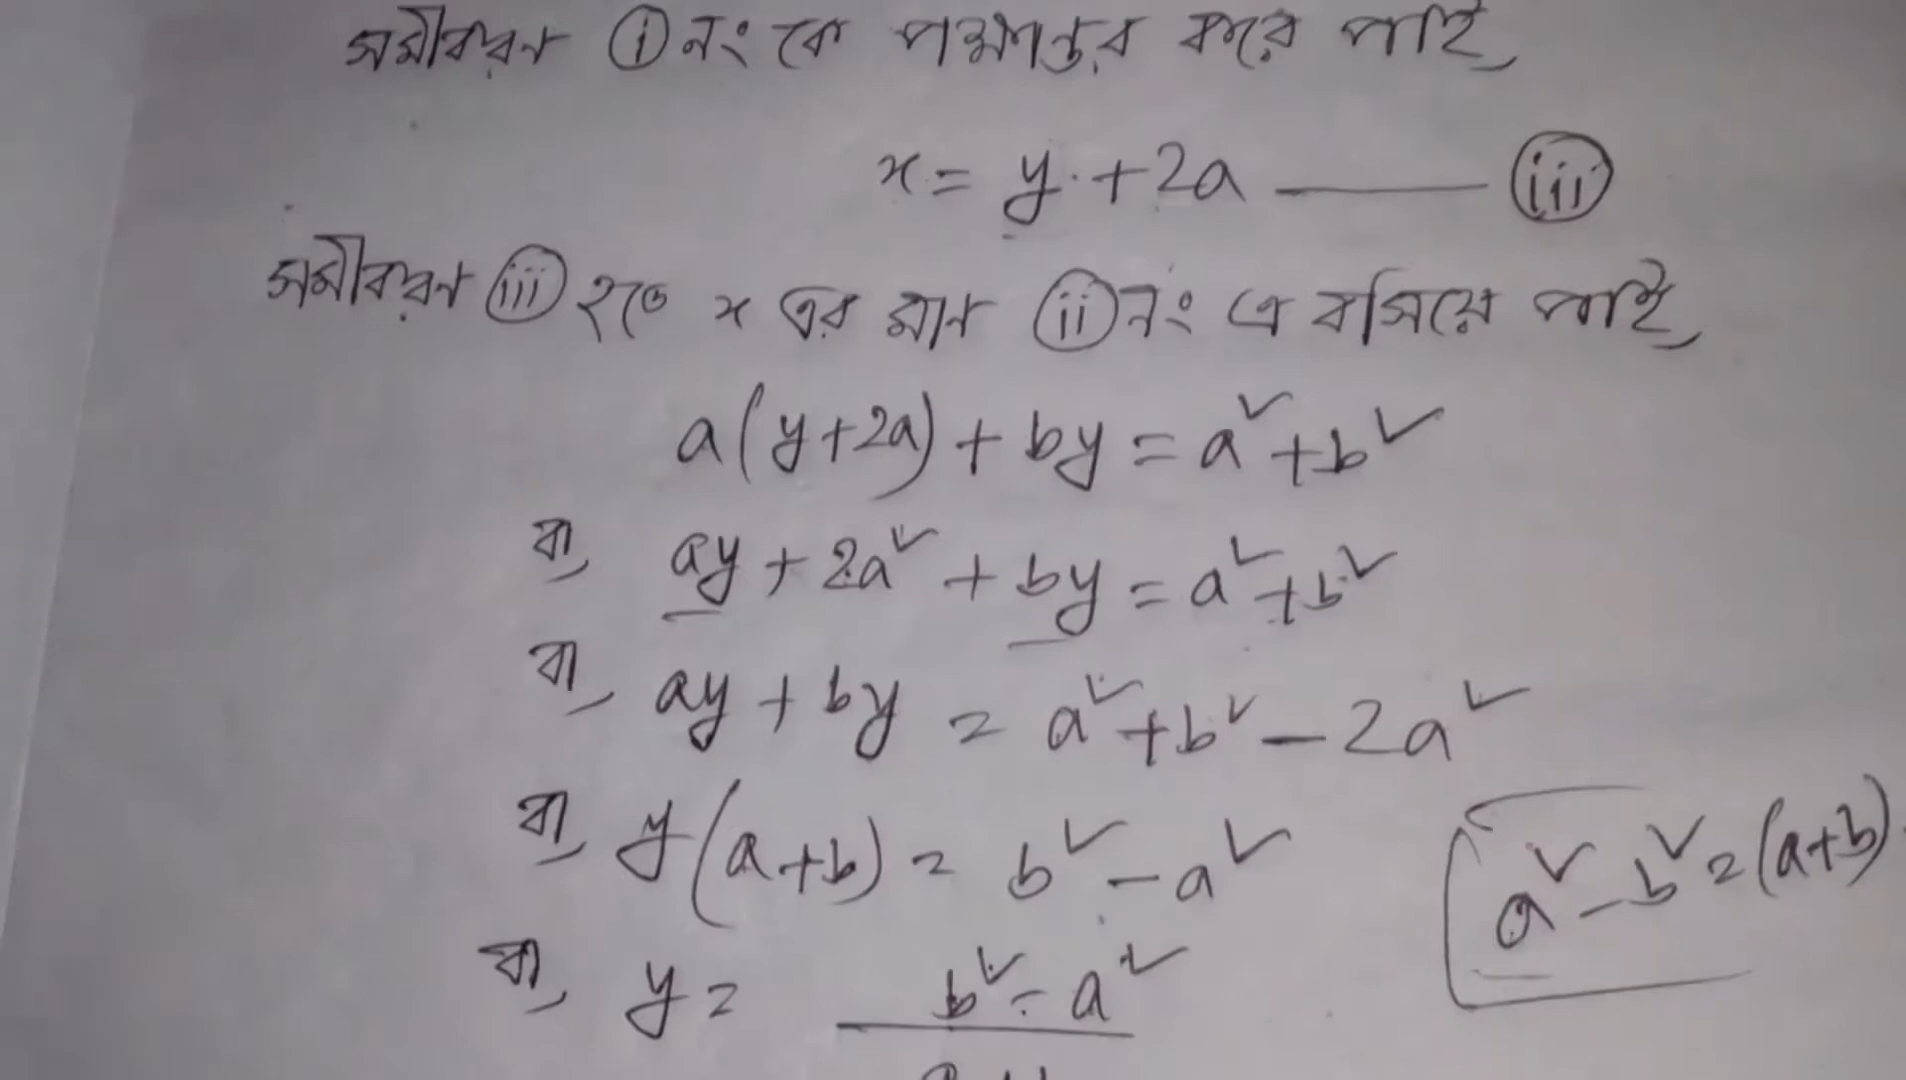 সমীকরণ (i) নং কে পক্ষান্তর করে পাই,
x = y + 2a —— (iii)
সমীকরণ (iii) হতে x এর মান (ii) নং এ বসিয়ে পাই,
a(y+2a) + by = a² + b²
বা, ay + 2a² + by = a² + b²
বা, ay + by = a² + b² − 2a²
বা, y(a+b) = b² − a²
a² − b² = (a+b)
বা, y = b² − a²